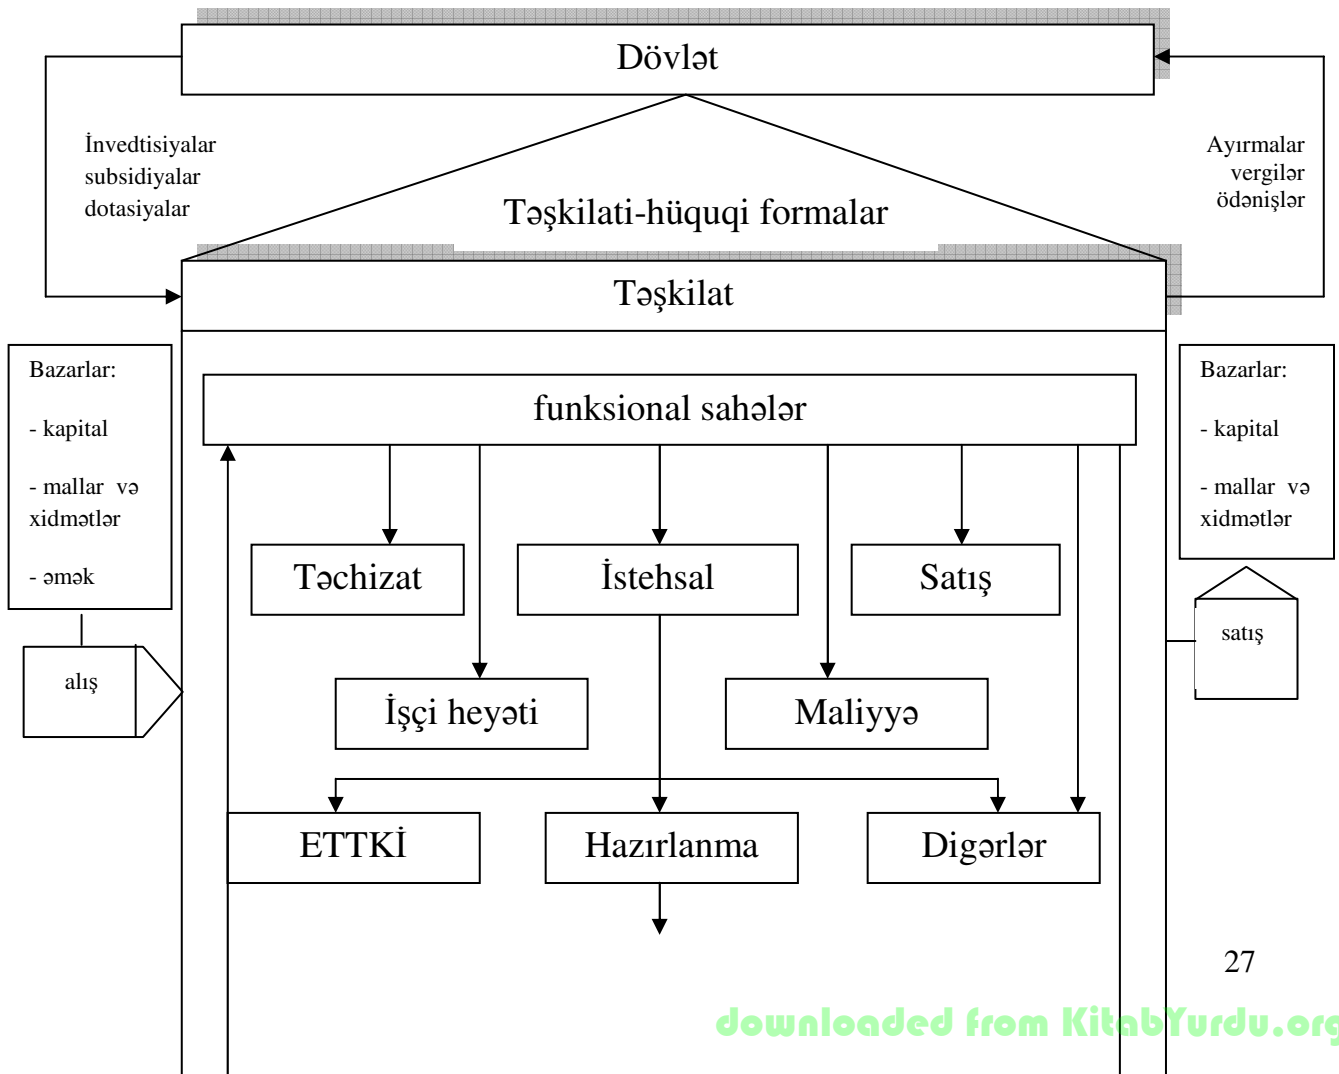 Dövlət
İnvedtisiyalar
subsidiyalar
dotasiyalar
Ayırmalar
vergilər
ödənişlər
Təşkilati-hüquqi formalar
Təşkilat
Bazarlar:
- kapital
- mallar və
xidmətlər
- əmək
alış
funksional sahələr
Təchizat
İstehsal
Satış
İşçi heyəti
Maliyyə
ETTKİ
Hazırlanma
Digərlər
Bazarlar:
- kapital
- mallar və
xidmətlər
satış
27
downloaded from KitabYurdu.org